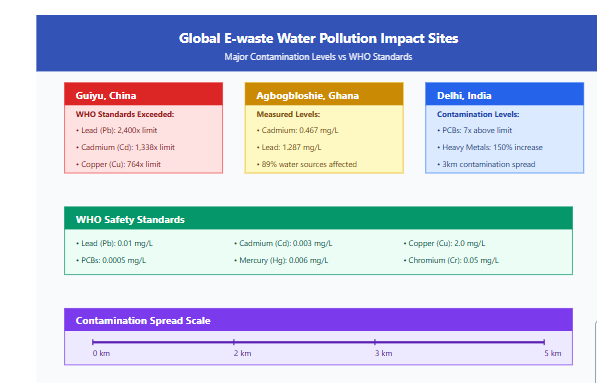 Global E-waste Water Pollution Impact Sites
Major Contamination Levels vs WHO Standards
Guiyu, China
WHO Standards Exceeded:
• Lead (Pb): 2,400x limit
• Cadmium (Cd): 1,338x limit
• Copper (Cu): 764x limit
Agbogbloshie, Ghana
Measured Levels:
• Cadmium: 0.467 mg/L
• Lead: 1.287 mg/L
• 89% water sources affected
Delhi, India
Contamination Levels:
• PCBs: 7x above limit
• Heavy Metals: 150% increase
• 3km contamination spread
WHO Safety Standards
• Lead (Pb): 0.01 mg/L
• Cadmium (Cd): 0.003 mg/L
• Copper (Cu): 2.0 mg/L
• PCBs: 0.0005 mg/L
• Mercury (Hg): 0.006 mg/L
• Chromium (Cr): 0.05 mg/L
Contamination Spread Scale
0 km
2 km
3 km
5 km